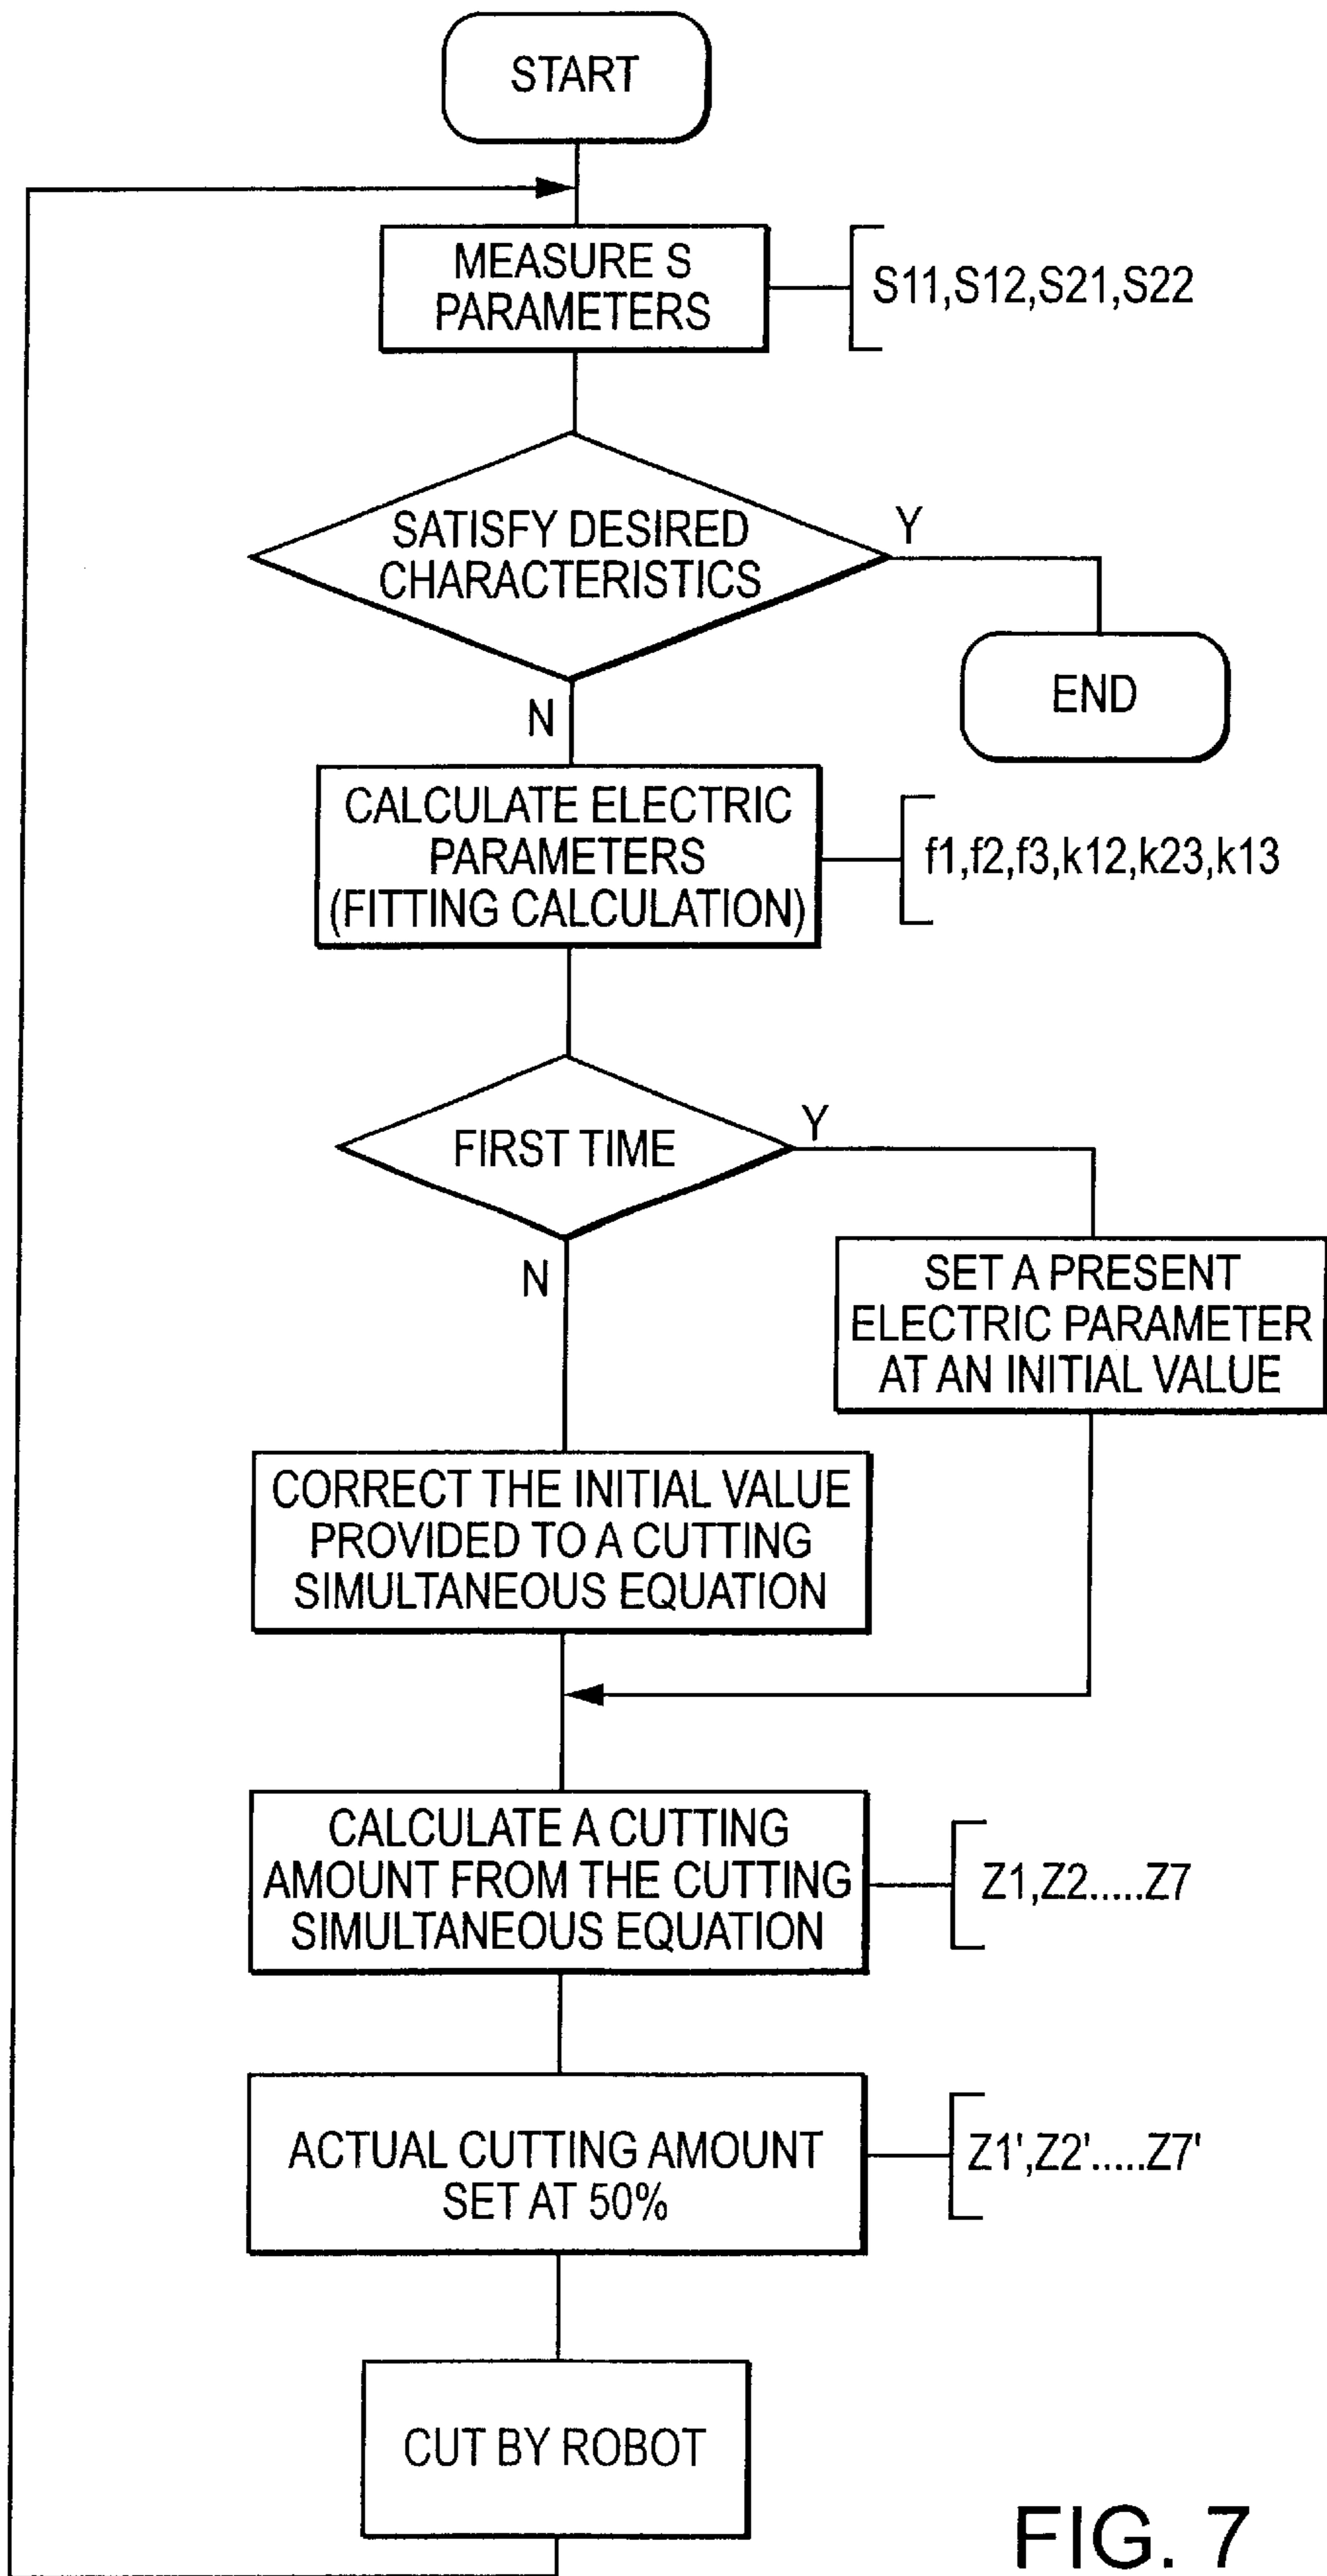 START
MEASURE S
PARAMETERS
S11,S12,S21,S22
SATISFY DESIRED
CHARACTERISTICS
Y
END
N
CALCULATE ELECTRIC
PARAMETERS
(FITTING CALCULATION)
f1,f2,f3,k12,k23,k13
FIRST TIME
Y
N
SET A PRESENT
ELECTRIC PARAMETER
AT AN INITIAL VALUE
CORRECT THE INITIAL VALUE
PROVIDED TO A CUTTING
SIMULTANEOUS EQUATION
CALCULATE A CUTTING
AMOUNT FROM THE CUTTING
SIMULTANEOUS EQUATION
Z1,Z2.....Z7
ACTUAL CUTTING AMOUNT
SET AT 50%
Z1',Z2'.....Z7'
CUT BY ROBOT
FIG. 7